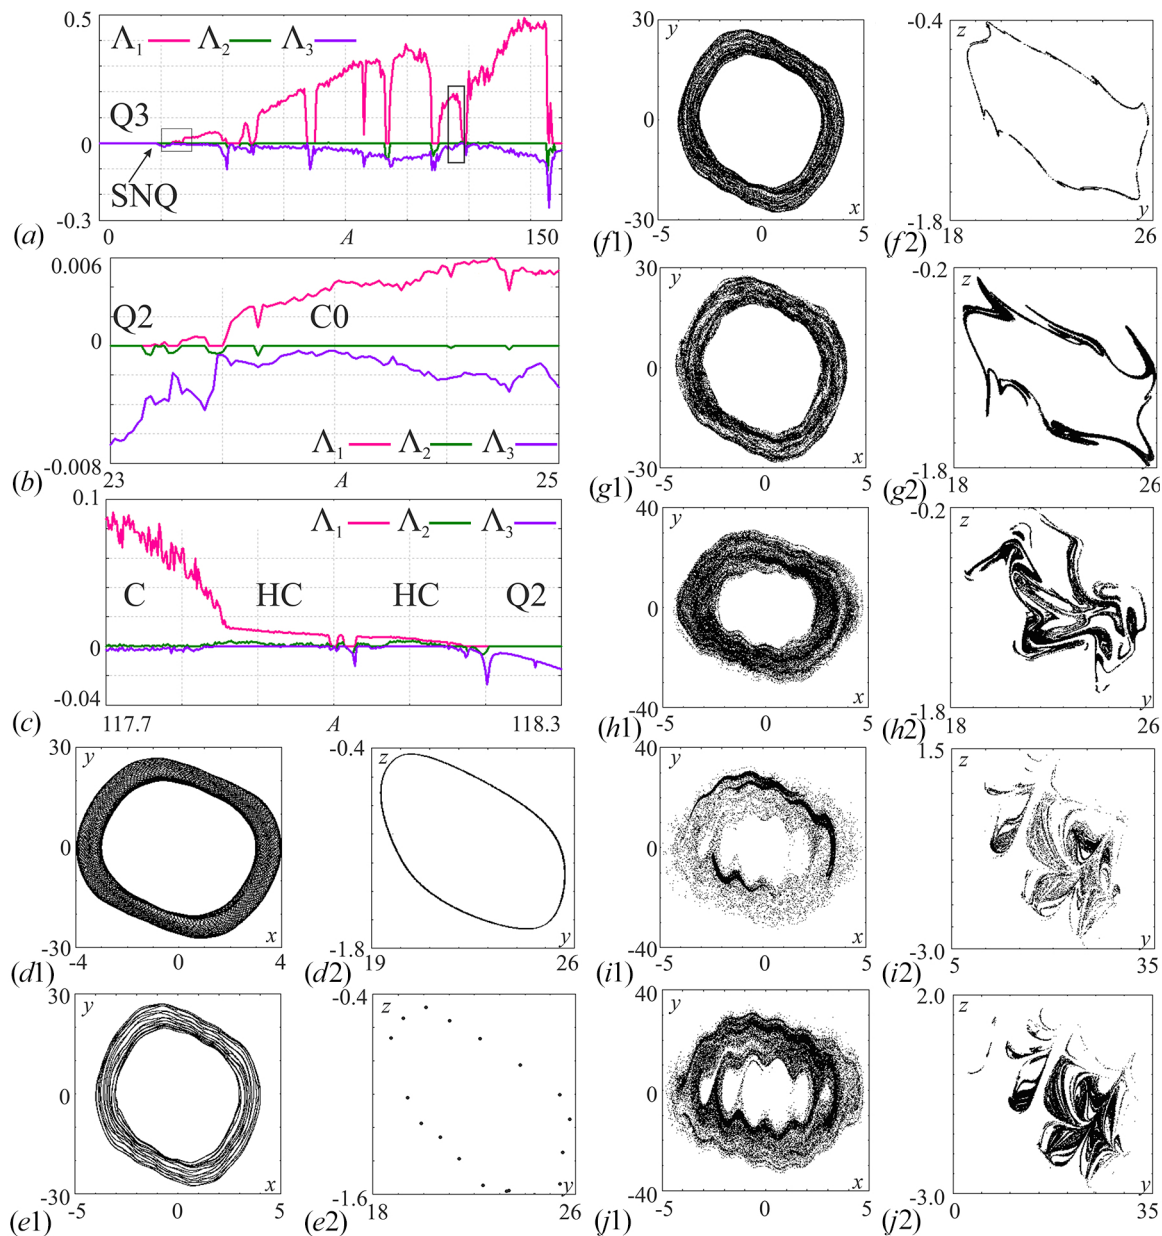 0.5
Λ1 Λ2 Λ3
Q3
0
SNQ
-0.3
(a) 0 A 150
0.006
Q2 C0
0
Λ1 Λ2 Λ3
-0.008
(b) 23 A 25
0.1
Λ1 Λ2 Λ3
C HC HC Q2
0
-0.04
(c) 117.7 A 118.3
30 y
0
-30 x
(d1) -4 0 4
-0.4
z
-1.8 y
(d2) 19 26
30 y
0
-30 x
(e1) -5 0 5
-0.4
z
-1.6 y
(e2) 18 26
30 y
0
-30 x
(f1) -5 0 5
-0.4
z
-1.8 y
(f2) 18 26
30 y
0
-30 x
(g1) -5 0 5
-0.2
z
-1.8 y
(g2) 18 26
40 y
0
-40 x
(h1) -5 0 5
-0.2
z
-1.8 y
(h2) 18 26
40 y
0
-40 x
(i1) -5 0 5
1.5
z
-3.0 y
(i2) 5 35
40 y
0
-40 x
(j1) -5 0 5
2.0
z
-3.0 y
(j2) 5 35